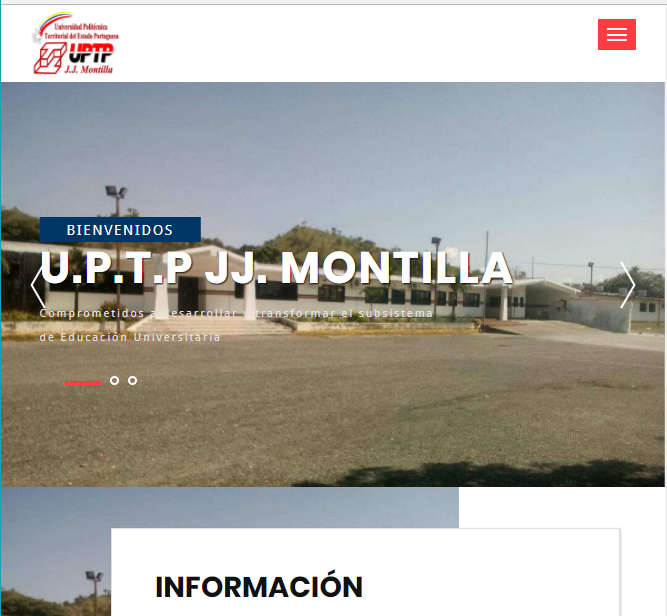 Universidad Politécnica
Territorial del Estado Portuguesa
UPTP
J.J. Montilla
BIENVENIDOS
U.P.T.P JJ. MONTILLA
Comprometidos a desarrollar y transformar el subsistema
de Educación Universitaria
INFORMACIÓN